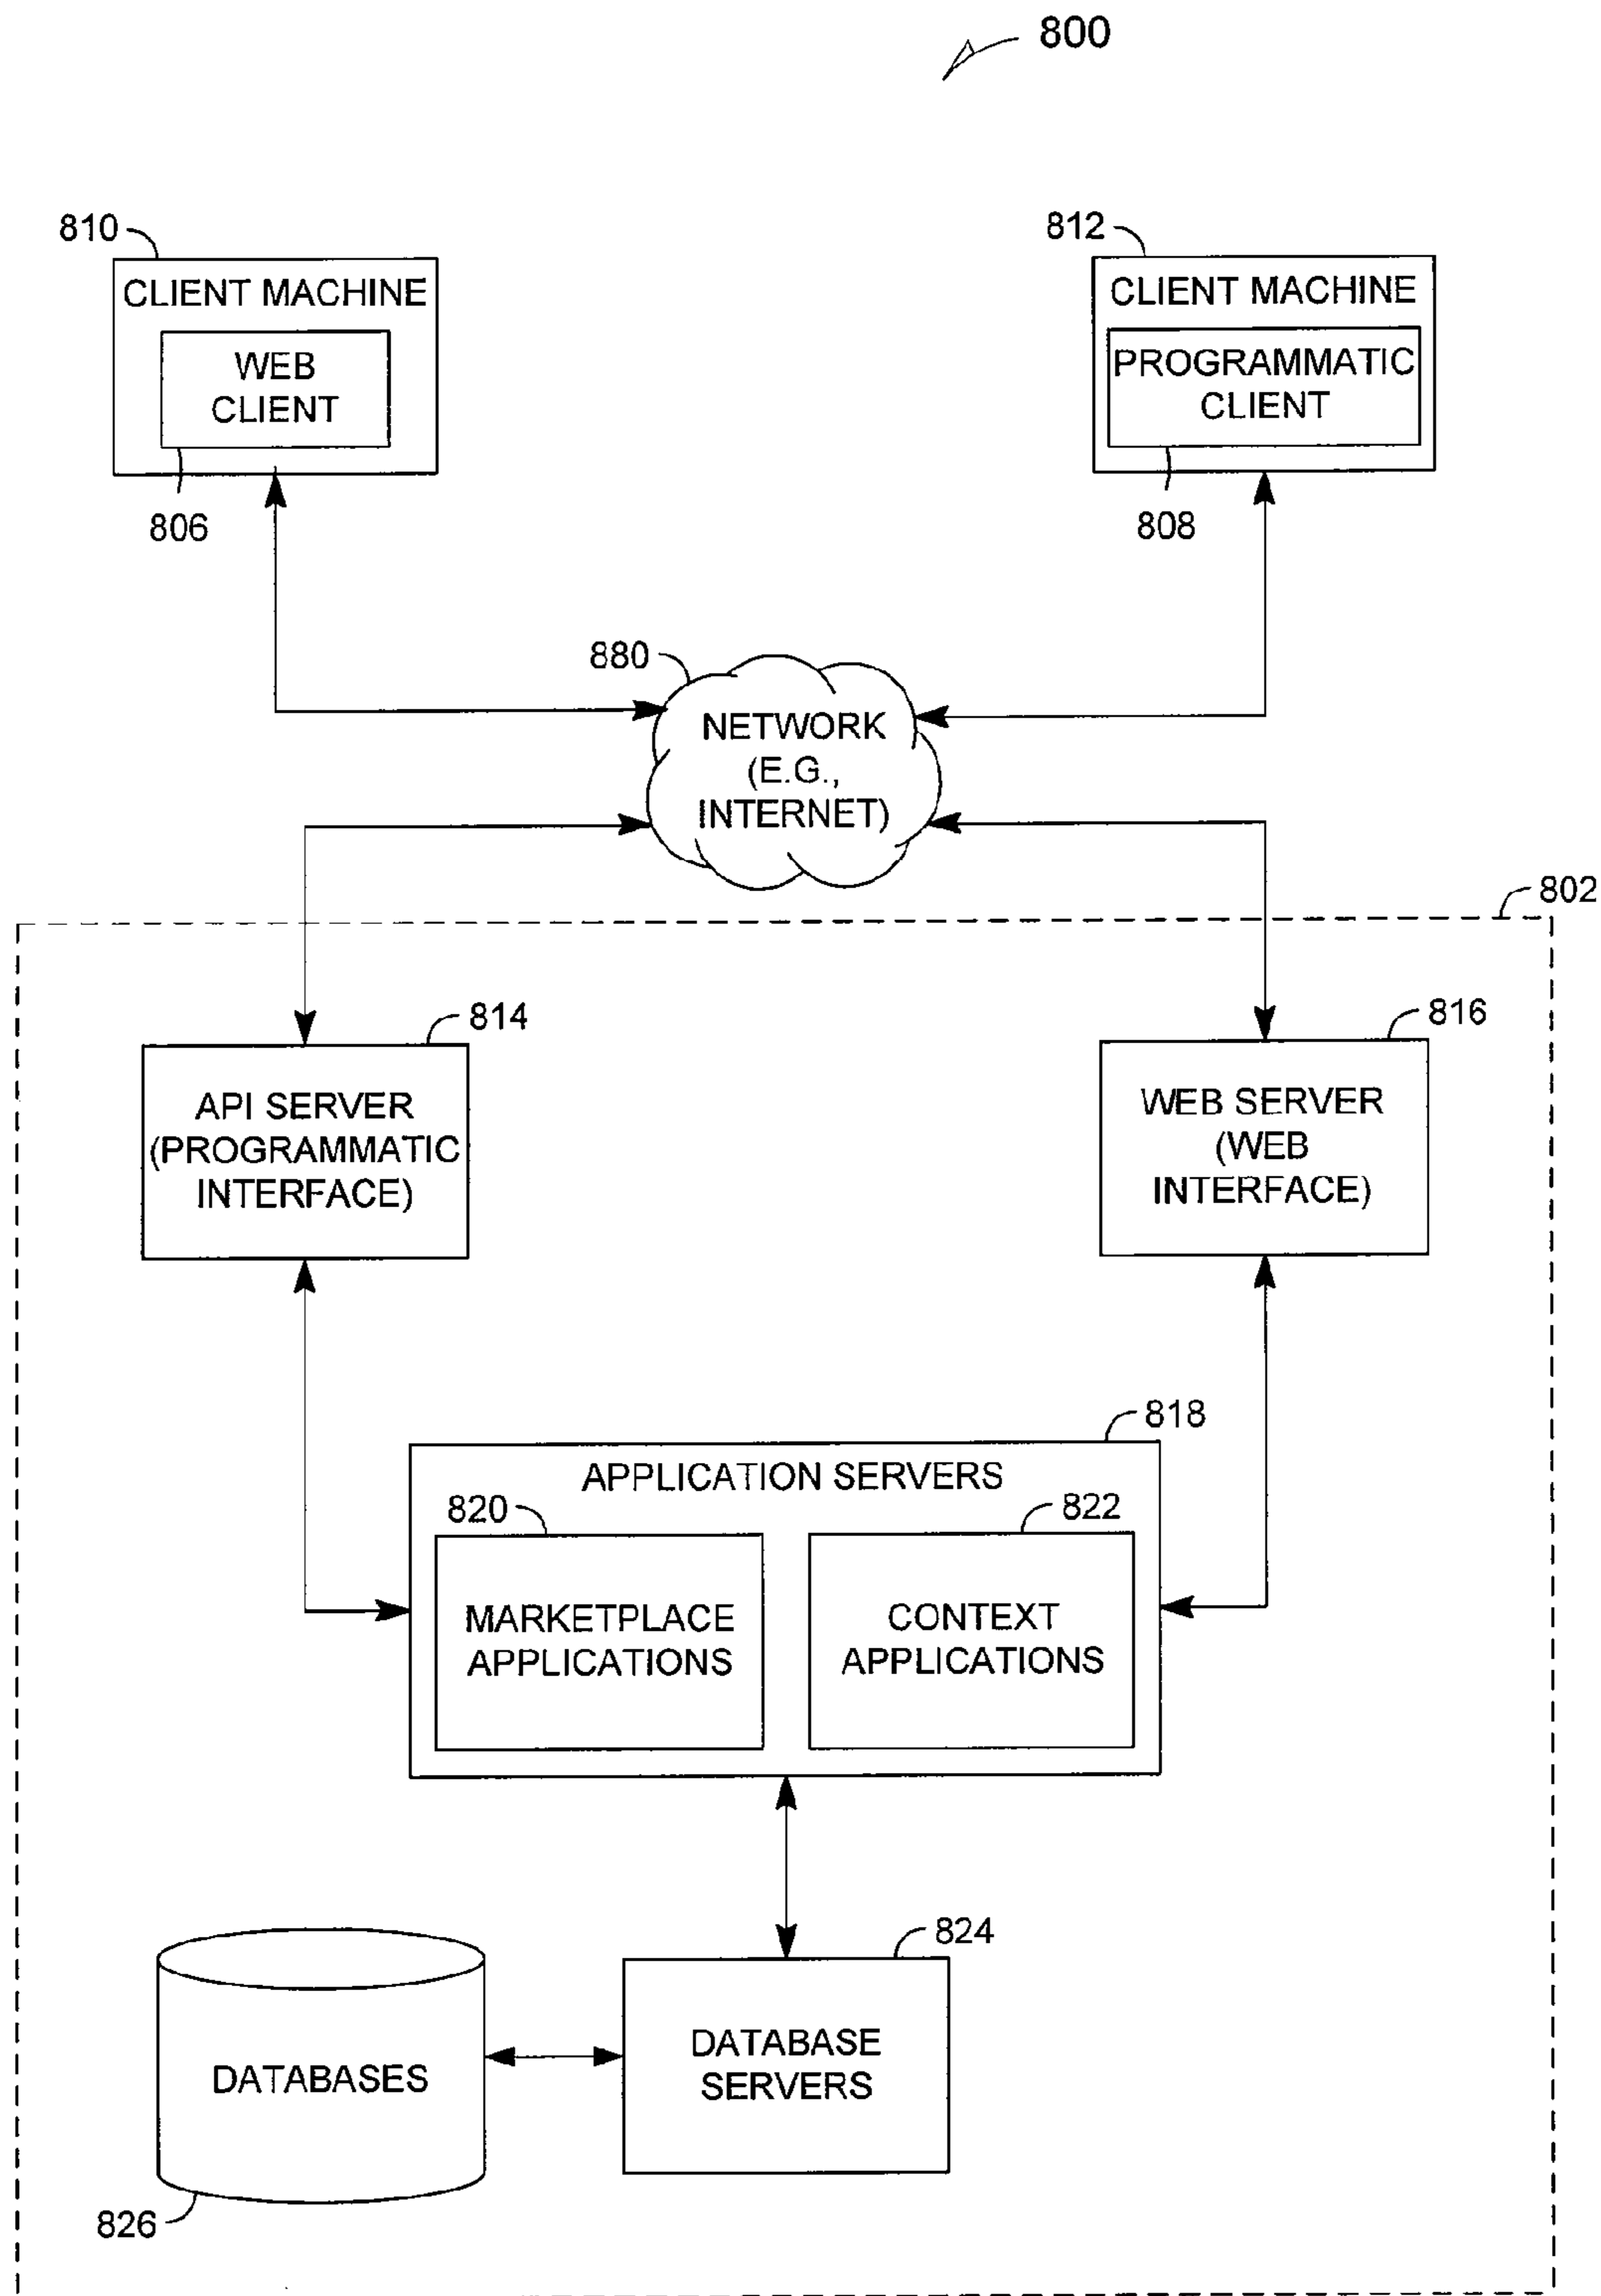 800
810
812
CLIENT MACHINE
WEB
CLIENT
806
CLIENT MACHINE
PROGRAMMATIC
CLIENT
808
880
NETWORK
(E.G.,
INTERNET)
802
814
API SERVER
(PROGRAMMATIC
INTERFACE)
816
WEB SERVER
(WEB
INTERFACE)
818
APPLICATION SERVERS
820
MARKETPLACE
APPLICATIONS
822
CONTEXT
APPLICATIONS
824
DATABASE
SERVERS
DATABASES
826